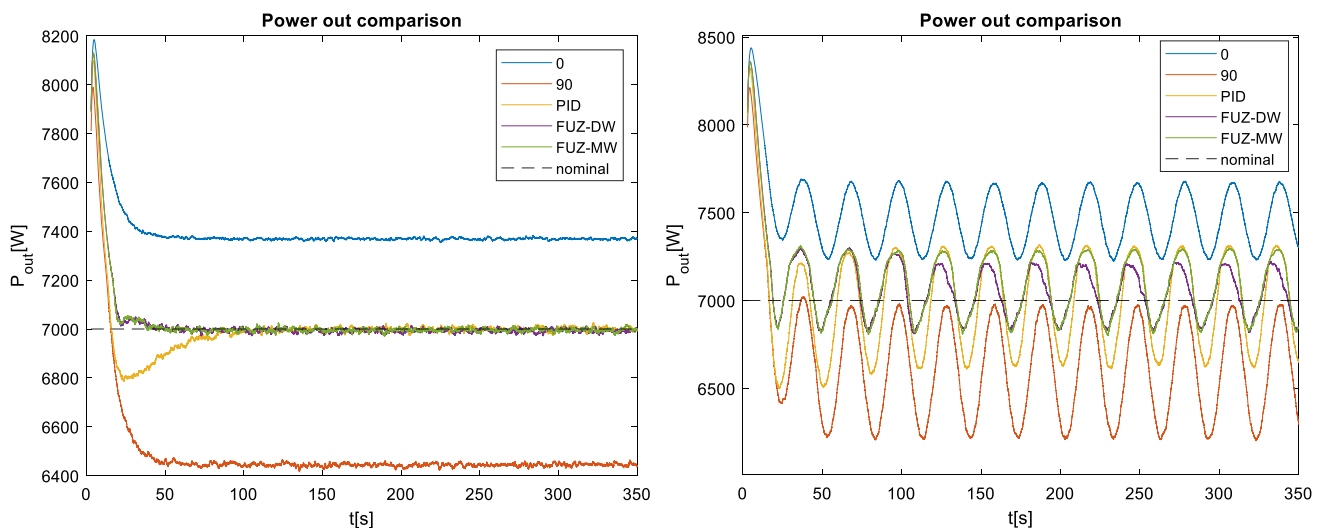 Power out comparison
8200
8000
7800
7600
7400
7200
7000
6800
6600
6400
P_out[W]
0
50
100
150
200
250
300
350
t[s]
0
90
PID
FUZ-DW
FUZ-MW
nominal
Power out comparison
8500
8000
7500
7000
6500
P_out[W]
0
50
100
150
200
250
300
350
t[s]
0
90
PID
FUZ-DW
FUZ-MW
nominal